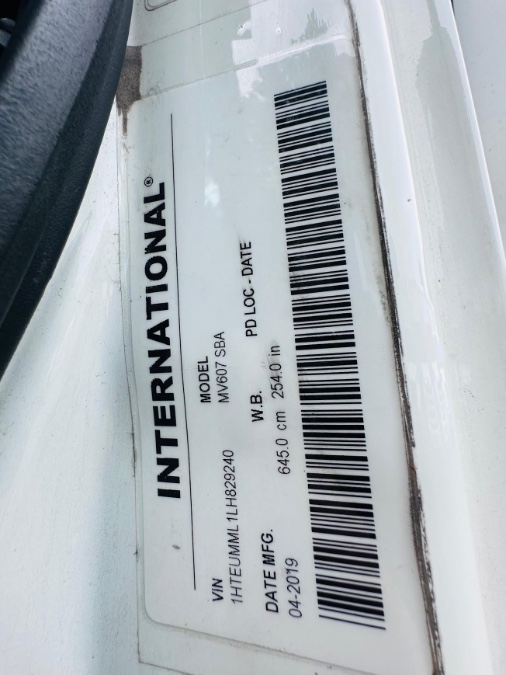 INTERNATIONAL®
VIN MODEL
1HTEUMML1LH829240 MV607 SBA
DATE MFG. W.B. PD LOC - DATE
04-2019 645.0 cm 254.0 in